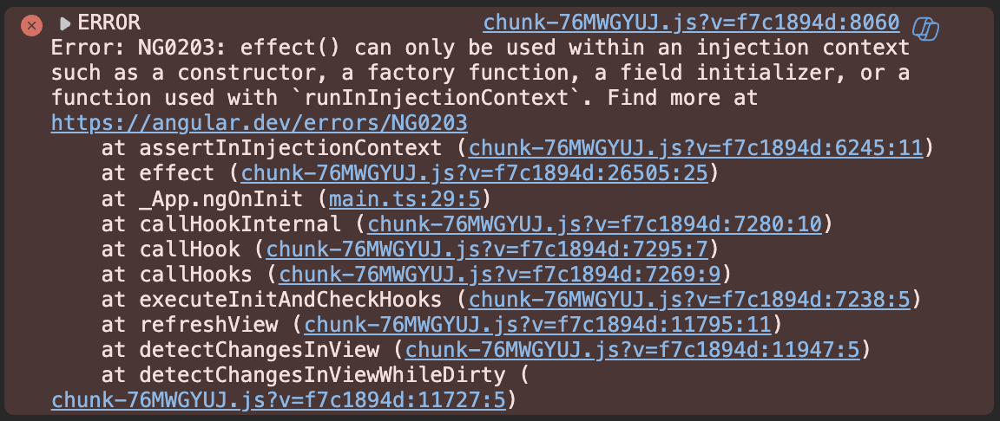 ERROR chunk-76MWGYUJ.js?v=f7c1894d:8060
Error: NG0203: effect() can only be used within an injection context
such as a constructor, a factory function, a field initializer, or a
function used with `runInInjectionContext`. Find more at
https://angular.dev/errors/NG0203
at assertInInjectionContext (chunk-76MWGYUJ.js?v=f7c1894d:6245:11)
at effect (chunk-76MWGYUJ.js?v=f7c1894d:26505:25)
at _App.ngOnInit (main.ts:29:5)
at callHookInternal (chunk-76MWGYUJ.js?v=f7c1894d:7280:10)
at callHook (chunk-76MWGYUJ.js?v=f7c1894d:7295:7)
at callHooks (chunk-76MWGYUJ.js?v=f7c1894d:7269:9)
at executeInitAndCheckHooks (chunk-76MWGYUJ.js?v=f7c1894d:7238:5)
at refreshView (chunk-76MWGYUJ.js?v=f7c1894d:11795:11)
at detectChangesInView (chunk-76MWGYUJ.js?v=f7c1894d:11947:5)
at detectChangesInViewWhileDirty (
chunk-76MWGYUJ.js?v=f7c1894d:11727:5)